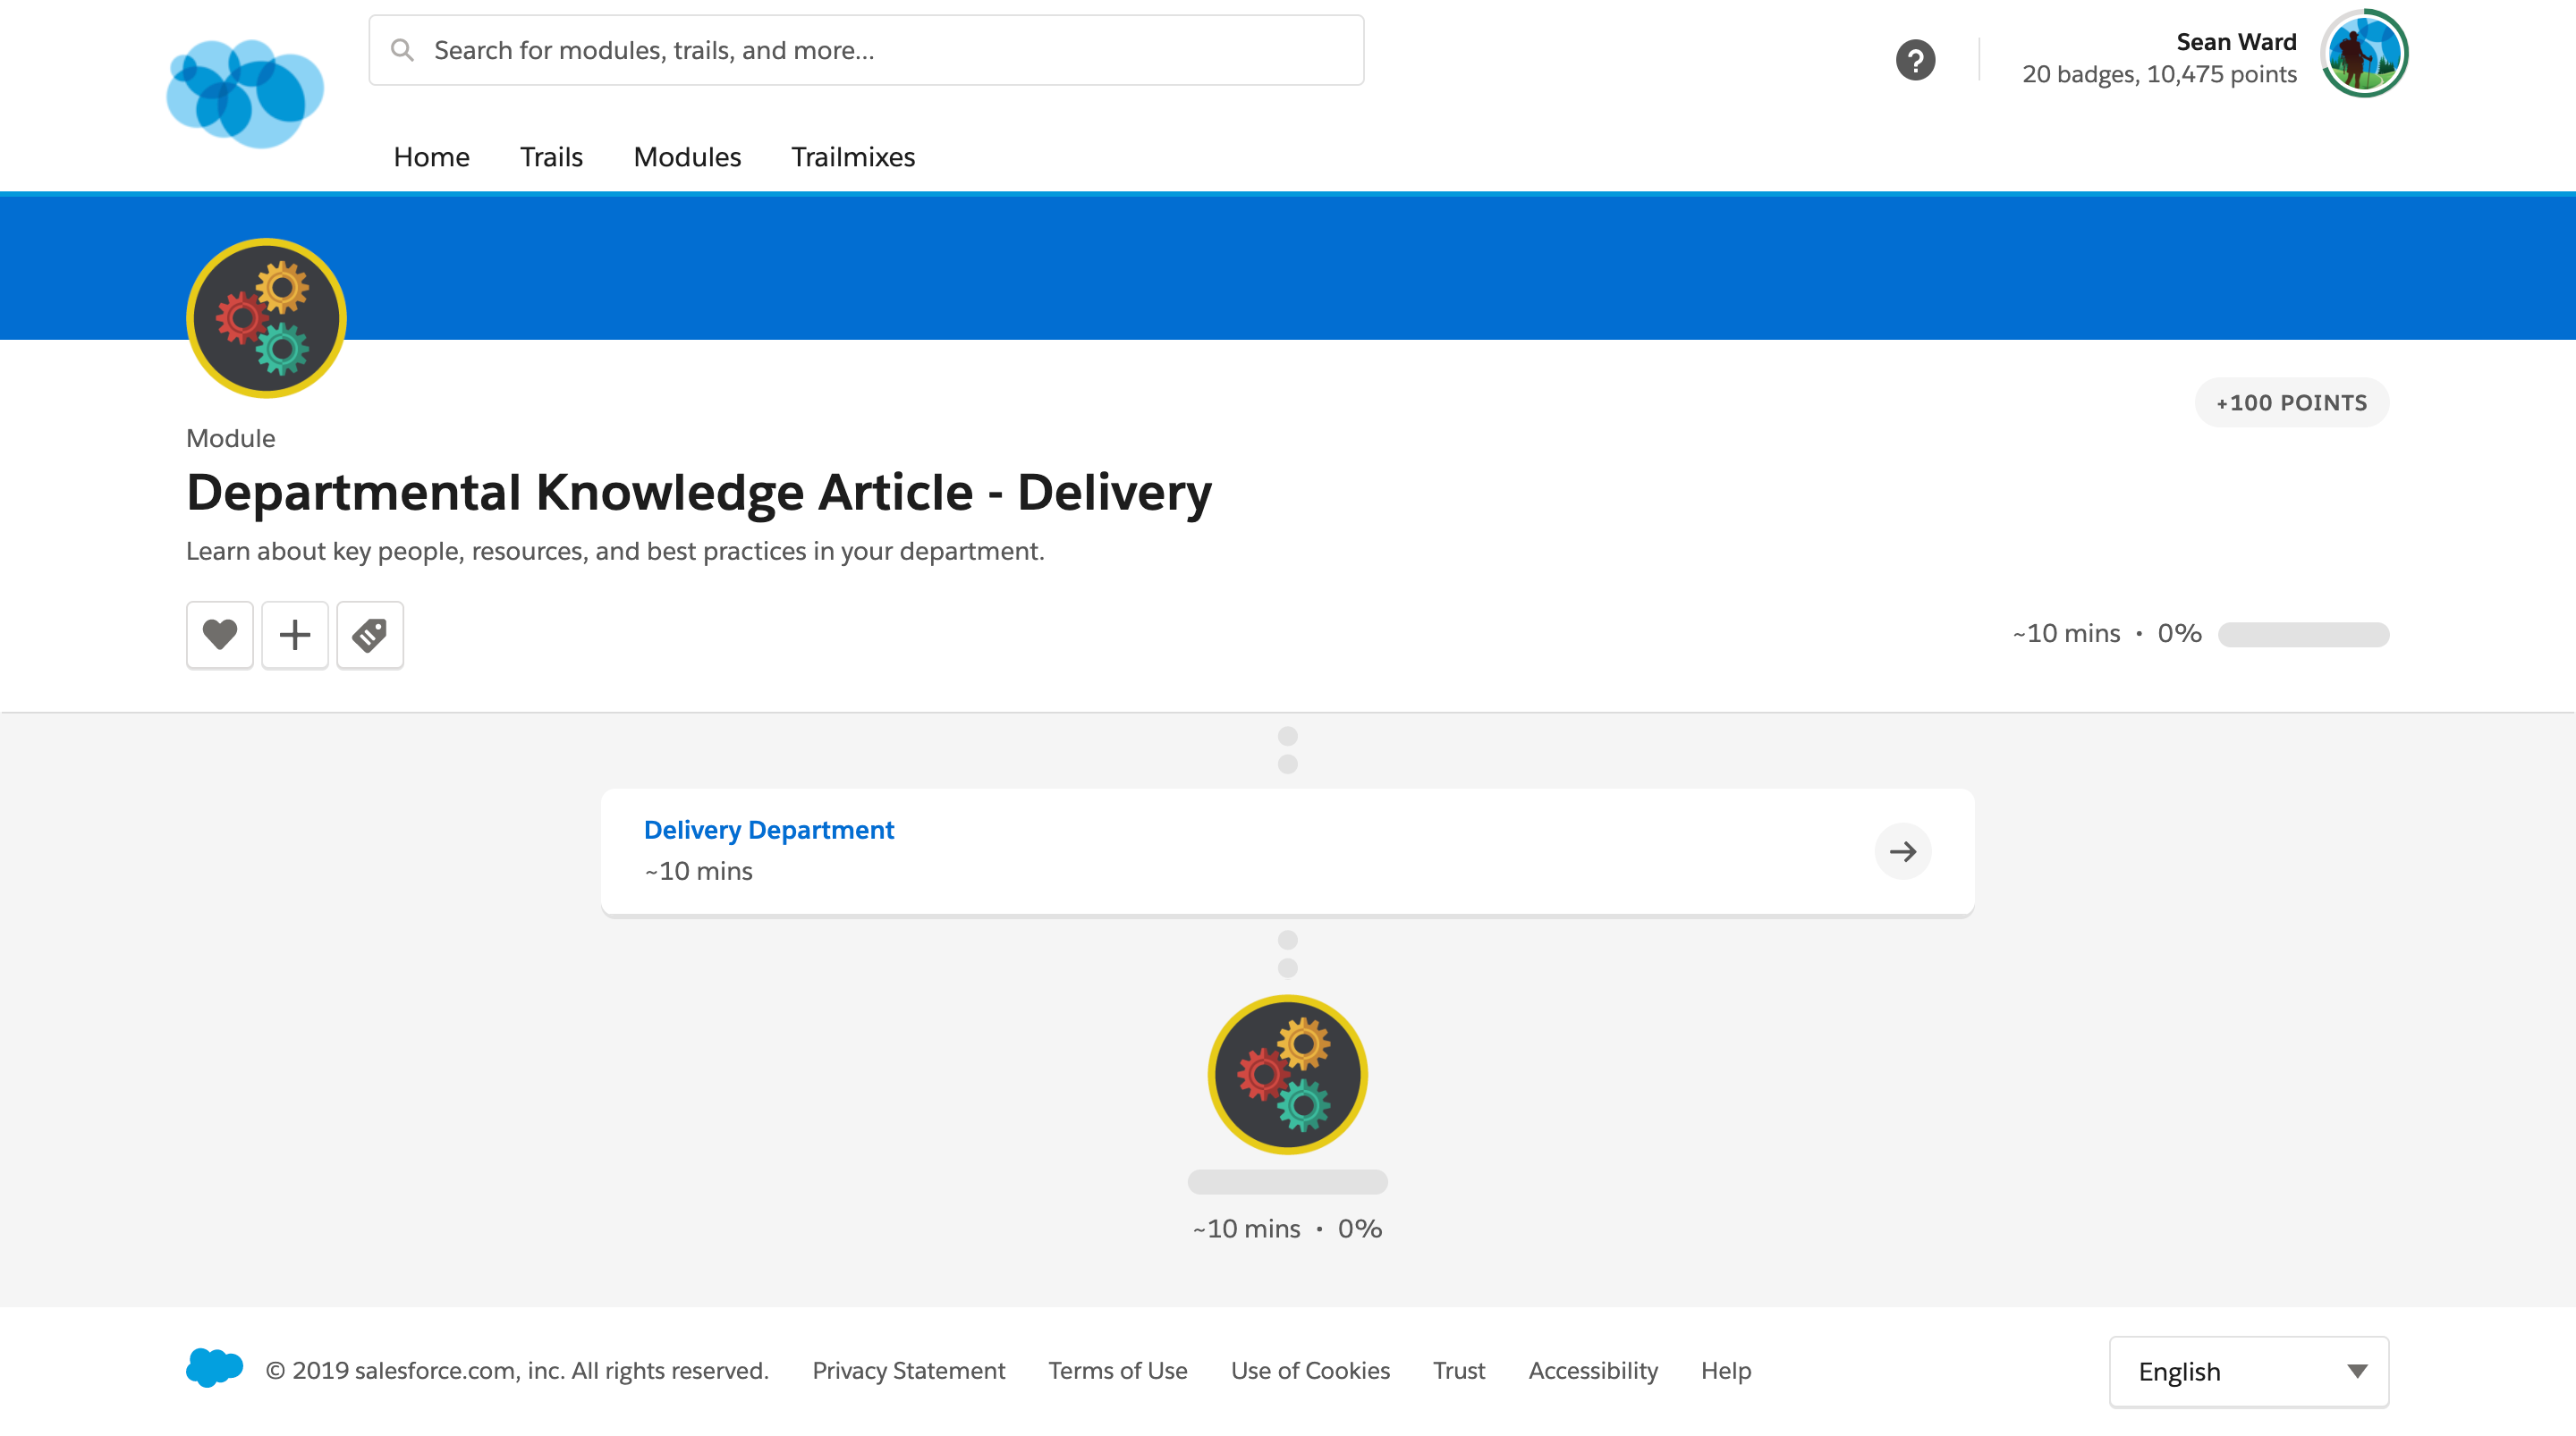 Search for modules, trails, and more...
?
Sean Ward
20 badges, 10,475 points
Home Trails Modules Trailmixes
+100 POINTS
Module
Departmental Knowledge Article - Delivery
Learn about key people, resources, and best practices in your department.
~10 mins • 0%
Delivery Department
~10 mins
~10 mins • 0%
© 2019 salesforce.com, inc. All rights reserved. Privacy Statement Terms of Use Use of Cookies Trust Accessibility Help
English